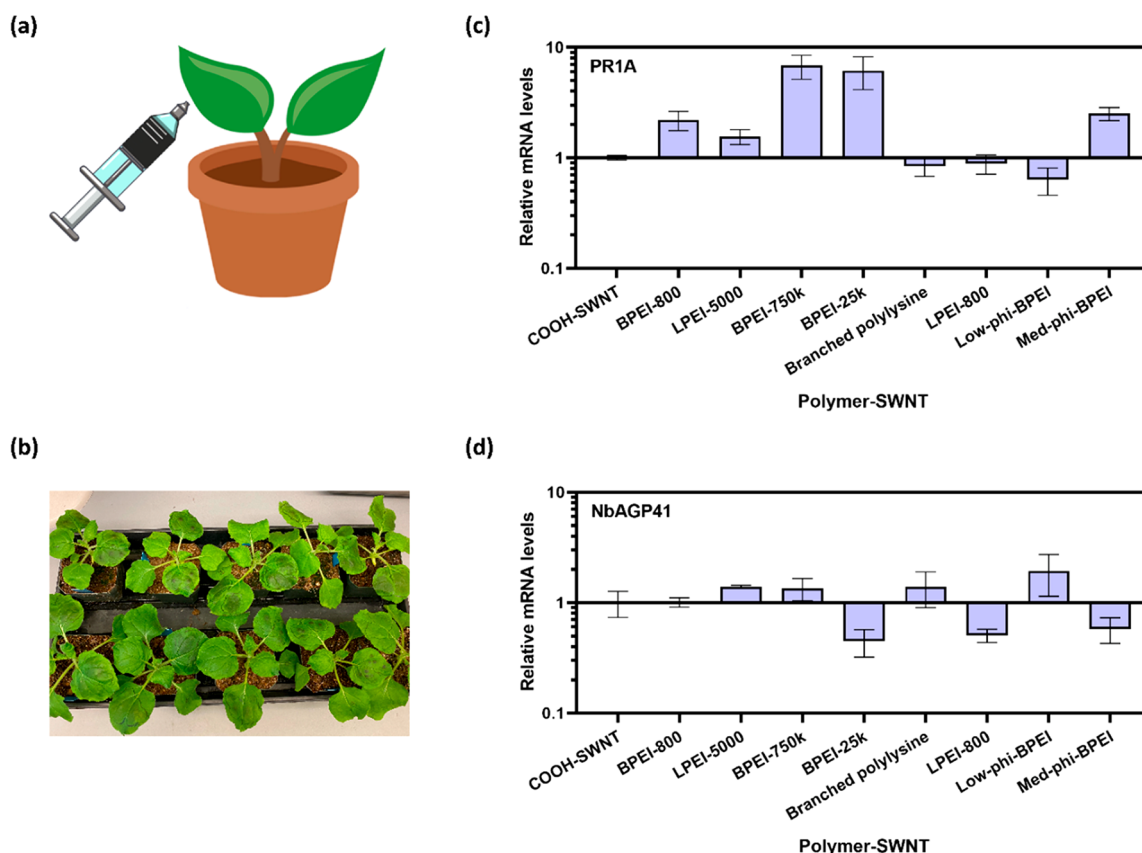 (a)
(c)
PR1A
Relative mRNA levels
10
1
0.1
COOH-SWNT
BPEI-800
LPEI-5000
BPEI-750k
BPEI-25k
Branched polylysine
LPEI-800
Low-phi-BPEI
Med-phi-BPEI
Polymer-SWNT
(b)
(d)
NbAGP41
Relative mRNA levels
10
1
0.1
COOH-SWNT
BPEI-800
LPEI-5000
BPEI-750k
BPEI-25k
Branched polylysine
LPEI-800
Low-phi-BPEI
Med-phi-BPEI
Polymer-SWNT